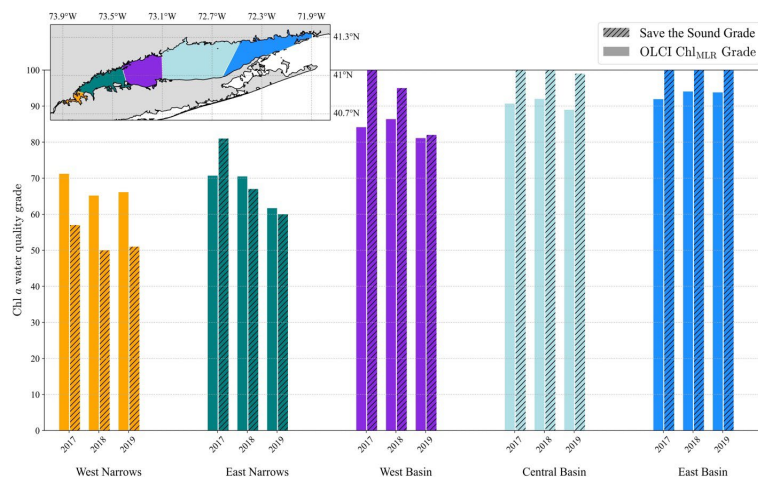 73.9°W 73.5°W 73.1°W 72.7°W 72.3°W 71.9°W
41.3°N
41°N
40.7°N
Save the Sound Grade
OLCI Chl_MLR Grade
Chl a water quality grade
100
90
80
70
60
50
40
30
20
10
0
2017 2018 2019 2017 2018 2019 2017 2018 2019 2017 2018 2019 2017 2018 2019
West Narrows East Narrows West Basin Central Basin East Basin